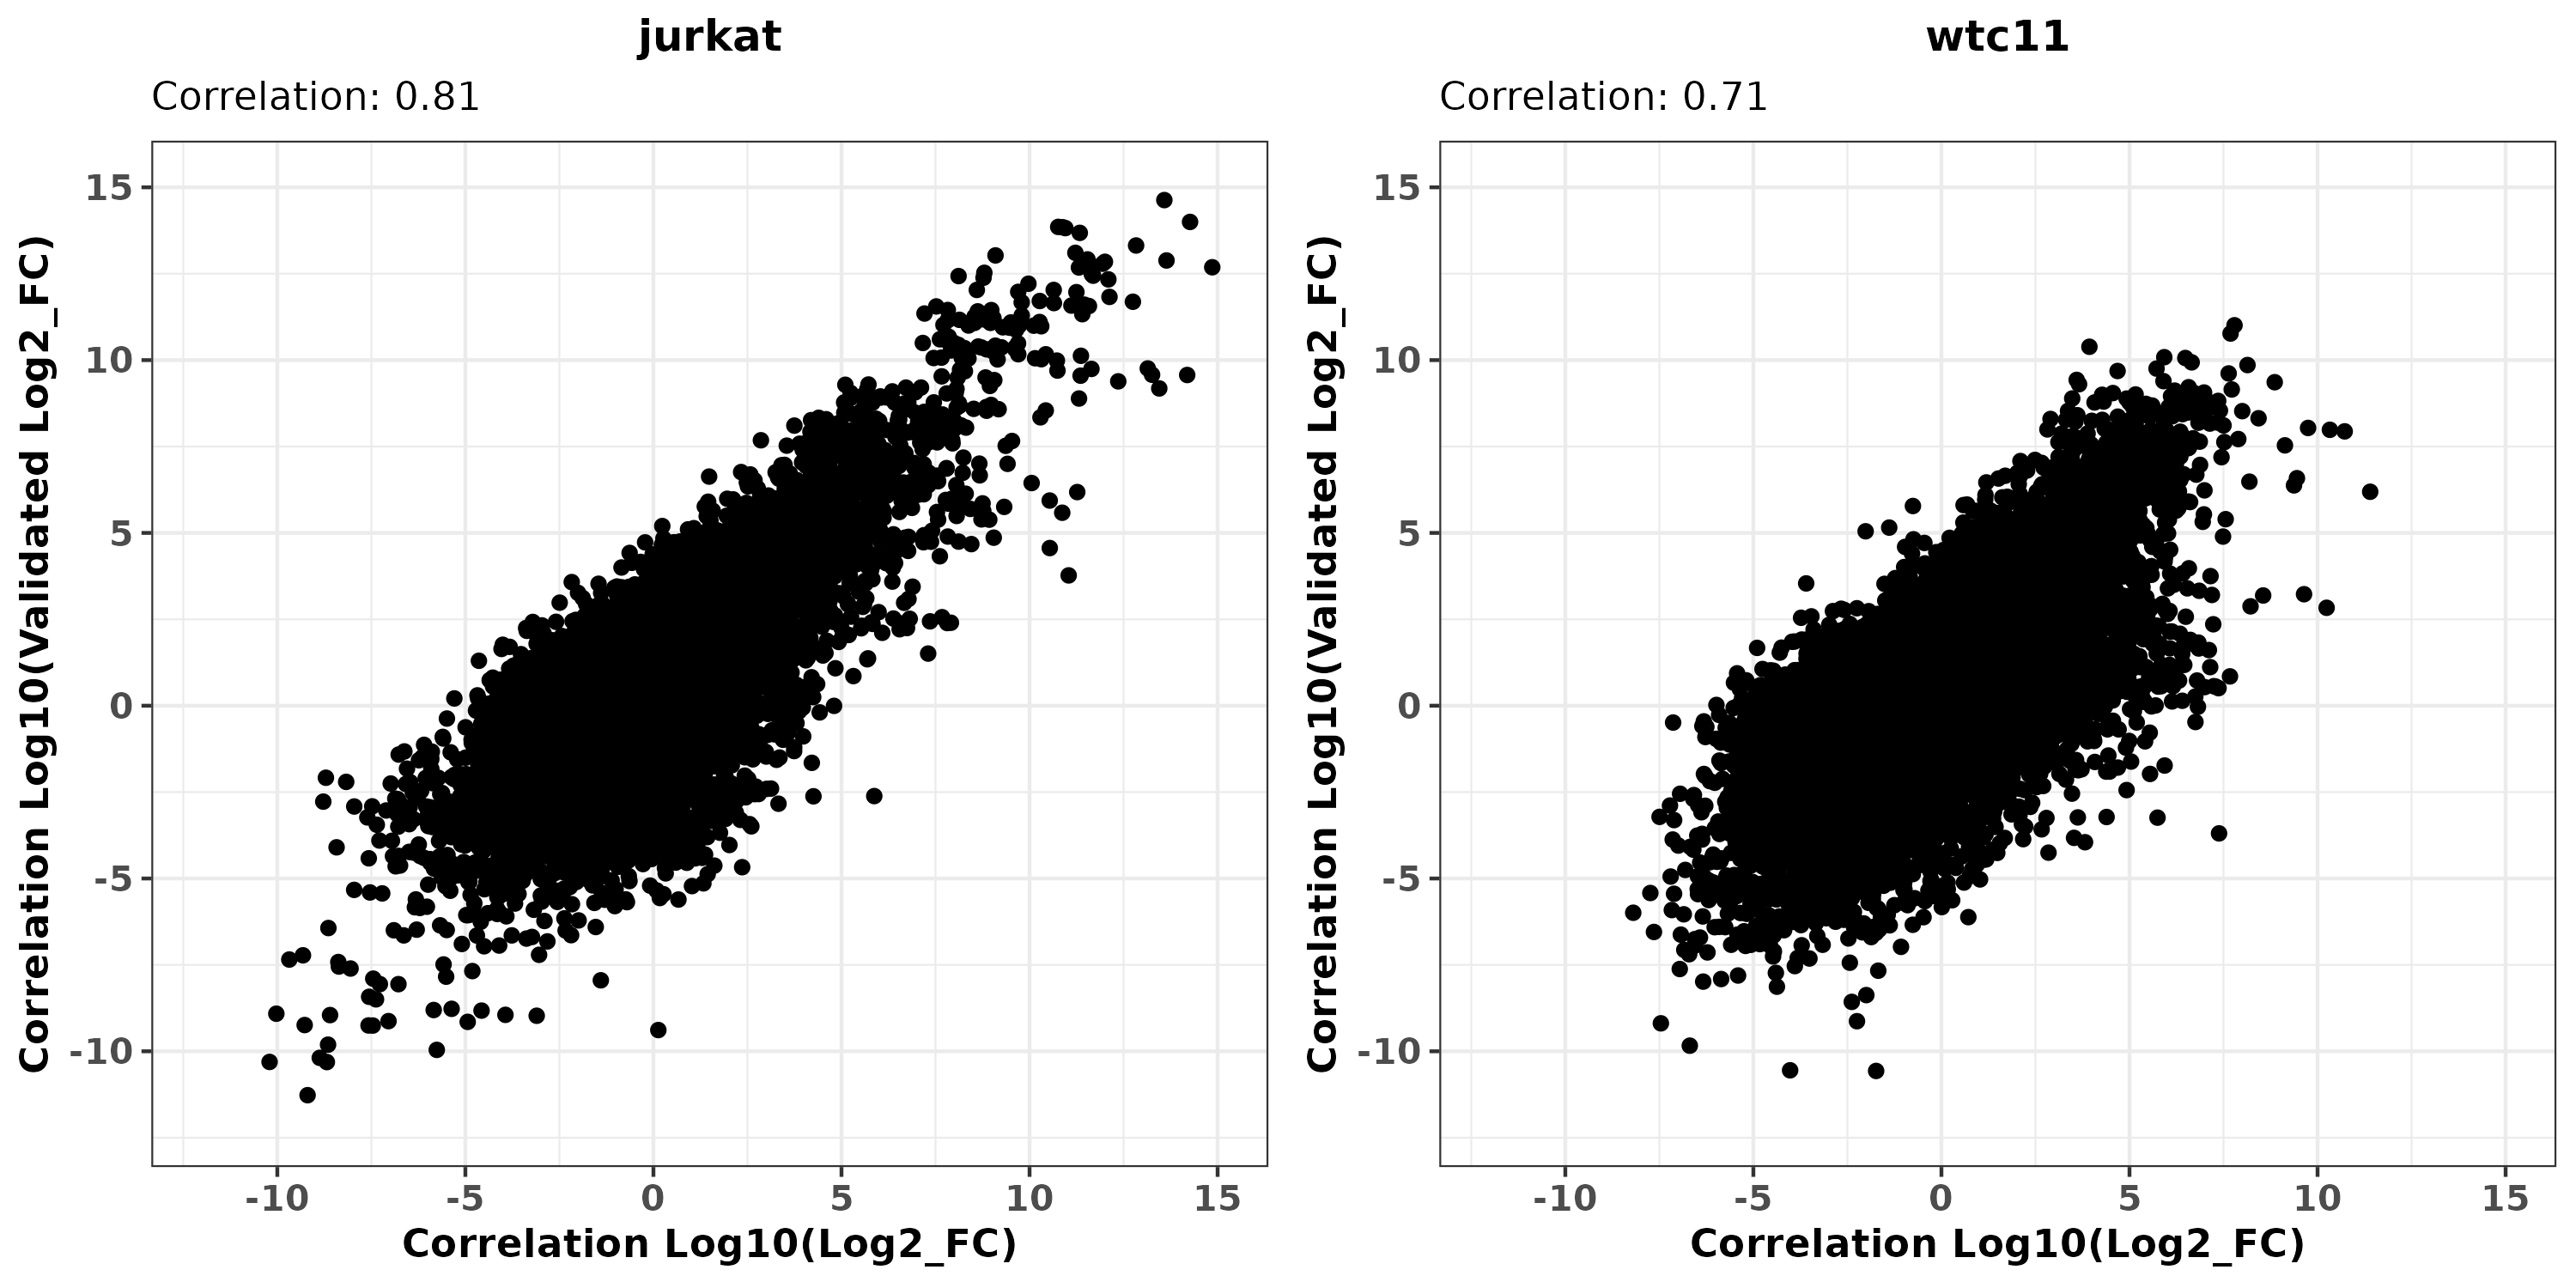 jurkat
Correlation: 0.81
Correlation Log10(Validated Log2_FC)
15
10
5
0
-5
-10
-10 -5 0 5 10 15
Correlation Log10(Log2_FC)
wtc11
Correlation: 0.71
Correlation Log10(Validated Log2_FC)
15
10
5
0
-5
-10
-10 -5 0 5 10 15
Correlation Log10(Log2_FC)